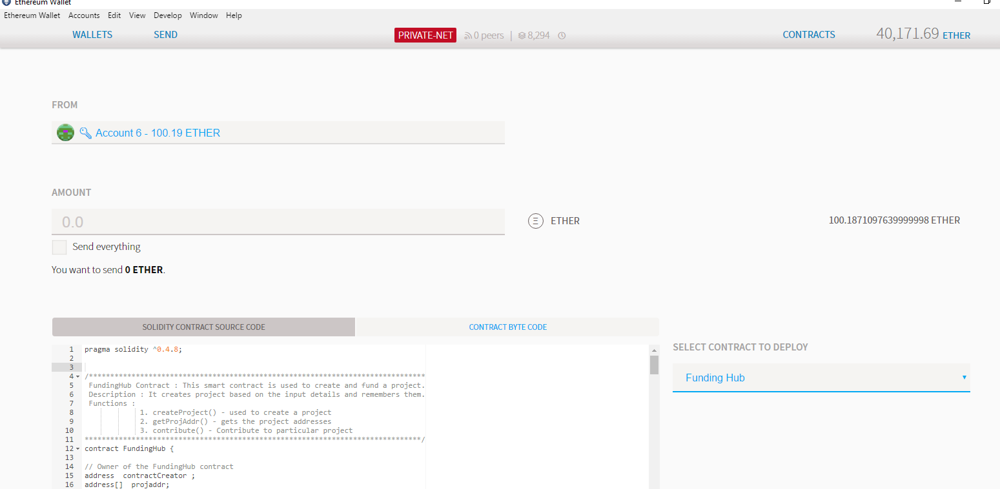 Ethereum Wallet
Ethereum Wallet Accounts Edit View Develop Window Help
WALLETS SEND PRIVATE-NET 0 peers | 8,294 CONTRACTS 40,171.69 ETHER
FROM
Account 6 - 100.19 ETHER
AMOUNT
0.0 Ξ ETHER 100.1871097639999998 ETHER
Send everything
You want to send 0 ETHER.
SOLIDITY CONTRACT SOURCE CODE CONTRACT BYTE CODE
SELECT CONTRACT TO DEPLOY
Funding Hub
1 pragma solidity ^0.4.8;
2
3
4 /*******************************************************************************
5 FundingHub Contract : This smart contract is used to create and fund a project.
6 Description : It creates project based on the input details and remembers them.
7 Functions :
8 1. createProject() - used to create a project
9 2. getProjAddr() - gets the project addresses
10 3. contribute() - Contribute to particular project
11 *******************************************************************************/
12 contract FundingHub {
13
14 // Owner of the FundingHub contract
15 address contractCreator ;
16 address[] projaddr;